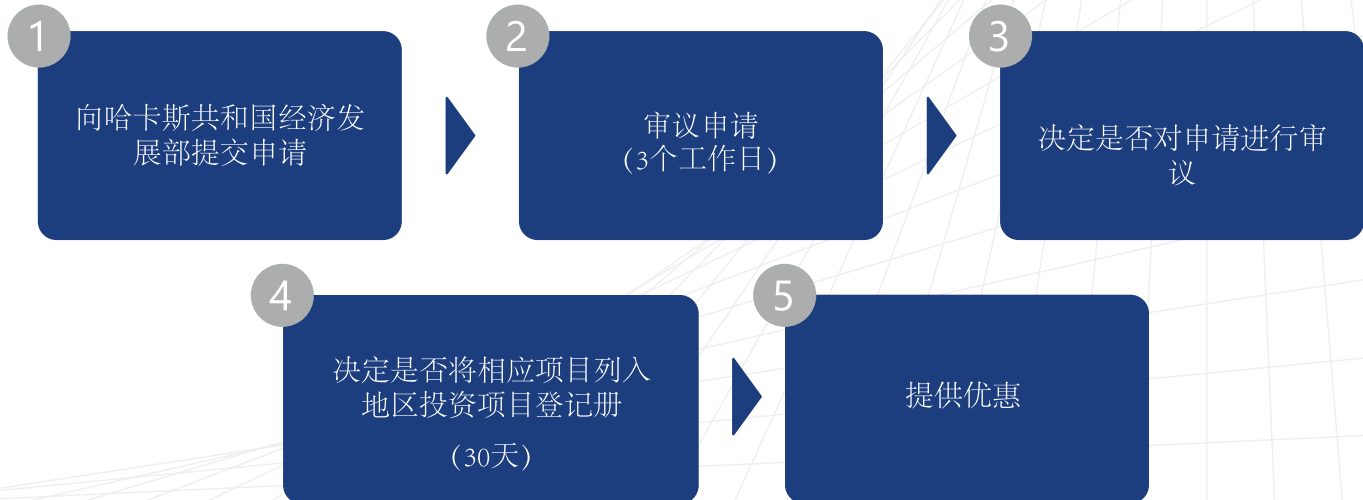 1
向哈卡斯共和国经济发
展部提交申请
2
审议申请
(3个工作日)
3
决定是否对申请进行审
议
4
决定是否将相应项目列入
地区投资项目登记册
(30天)
5
提供优惠